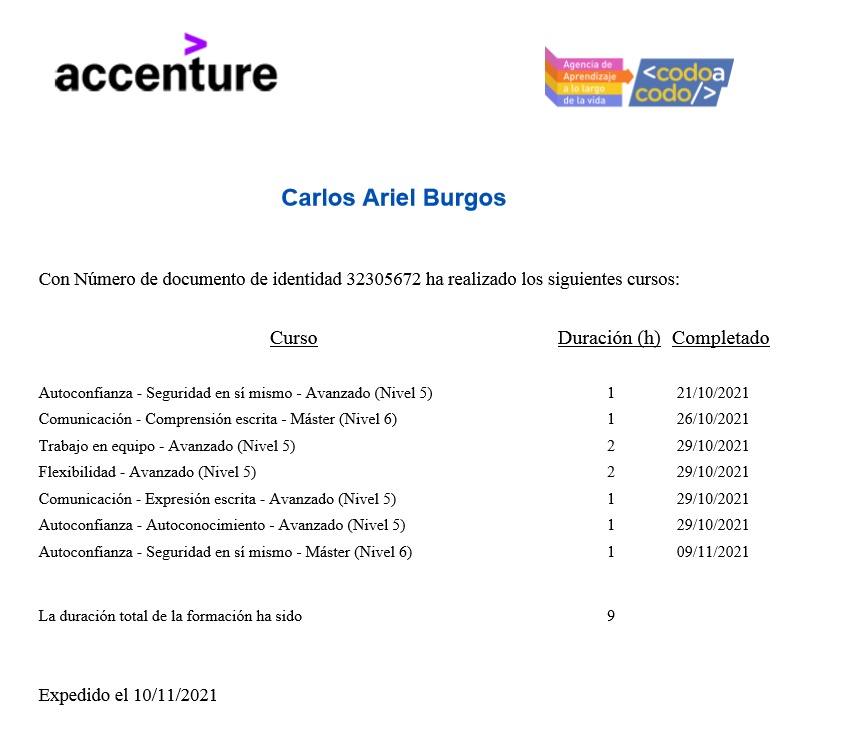 accenture
Agencia de
Aprendizaje
a lo largo
de la vida
<codoa
codo/>
Carlos Ariel Burgos
Con Número de documento de identidad 32305672 ha realizado los siguientes cursos:
Curso Duración (h) Completado
Autoconfianza - Seguridad en sí mismo - Avanzado (Nivel 5) 1 21/10/2021
Comunicación - Comprensión escrita - Máster (Nivel 6) 1 26/10/2021
Trabajo en equipo - Avanzado (Nivel 5) 2 29/10/2021
Flexibilidad - Avanzado (Nivel 5) 2 29/10/2021
Comunicación - Expresión escrita - Avanzado (Nivel 5) 1 29/10/2021
Autoconfianza - Autoconocimiento - Avanzado (Nivel 5) 1 29/10/2021
Autoconfianza - Seguridad en sí mismo - Máster (Nivel 6) 1 09/11/2021
La duración total de la formación ha sido 9
Expedido el 10/11/2021